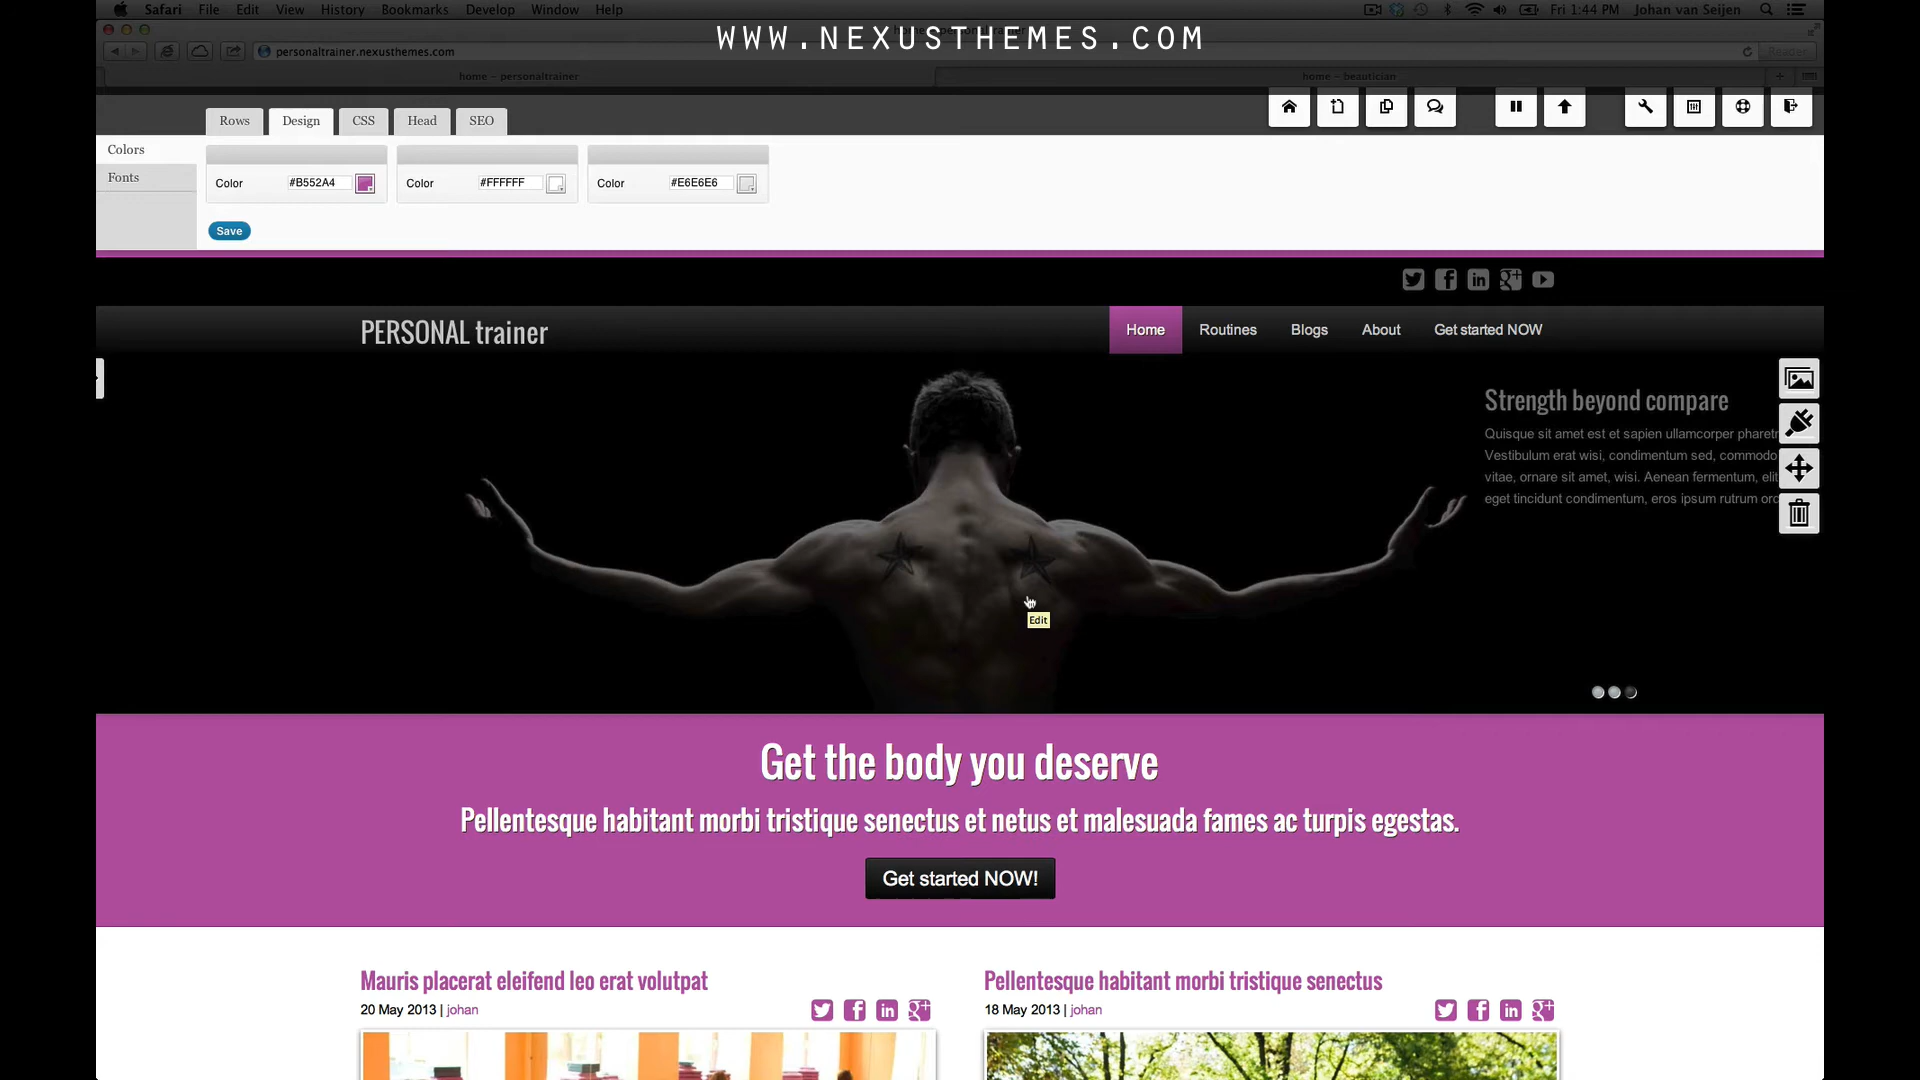 Safari File Edit View History Bookmarks Develop Window Help Fri 1:44 PM Johan van Seijen
WWW.NEXUSTHEMES.COM
personaltrainer.nexusthemes.com Reader
home – personaltrainer home – beautician
Rows Design CSS Head SEO
Colors
Fonts
Color #B552A4 Color #FFFFFF Color #E6E6E6
Save
PERSONAL trainer
Home Routines Blogs About Get started NOW
Strength beyond compare
Quisque sit amet est et sapien ullamcorper pharetr
Vestibulum erat wisi, condimentum sed, commodo
vitae, ornare sit amet, wisi. Aenean fermentum, elit
eget tincidunt condimentum, eros ipsum rutrum orc
Edit
Get the body you deserve
Pellentesque habitant morbi tristique senectus et netus et malesuada fames ac turpis egestas.
Get started NOW!
Mauris placerat eleifend leo erat volutpat
20 May 2013 | johan
Pellentesque habitant morbi tristique senectus
18 May 2013 | johan